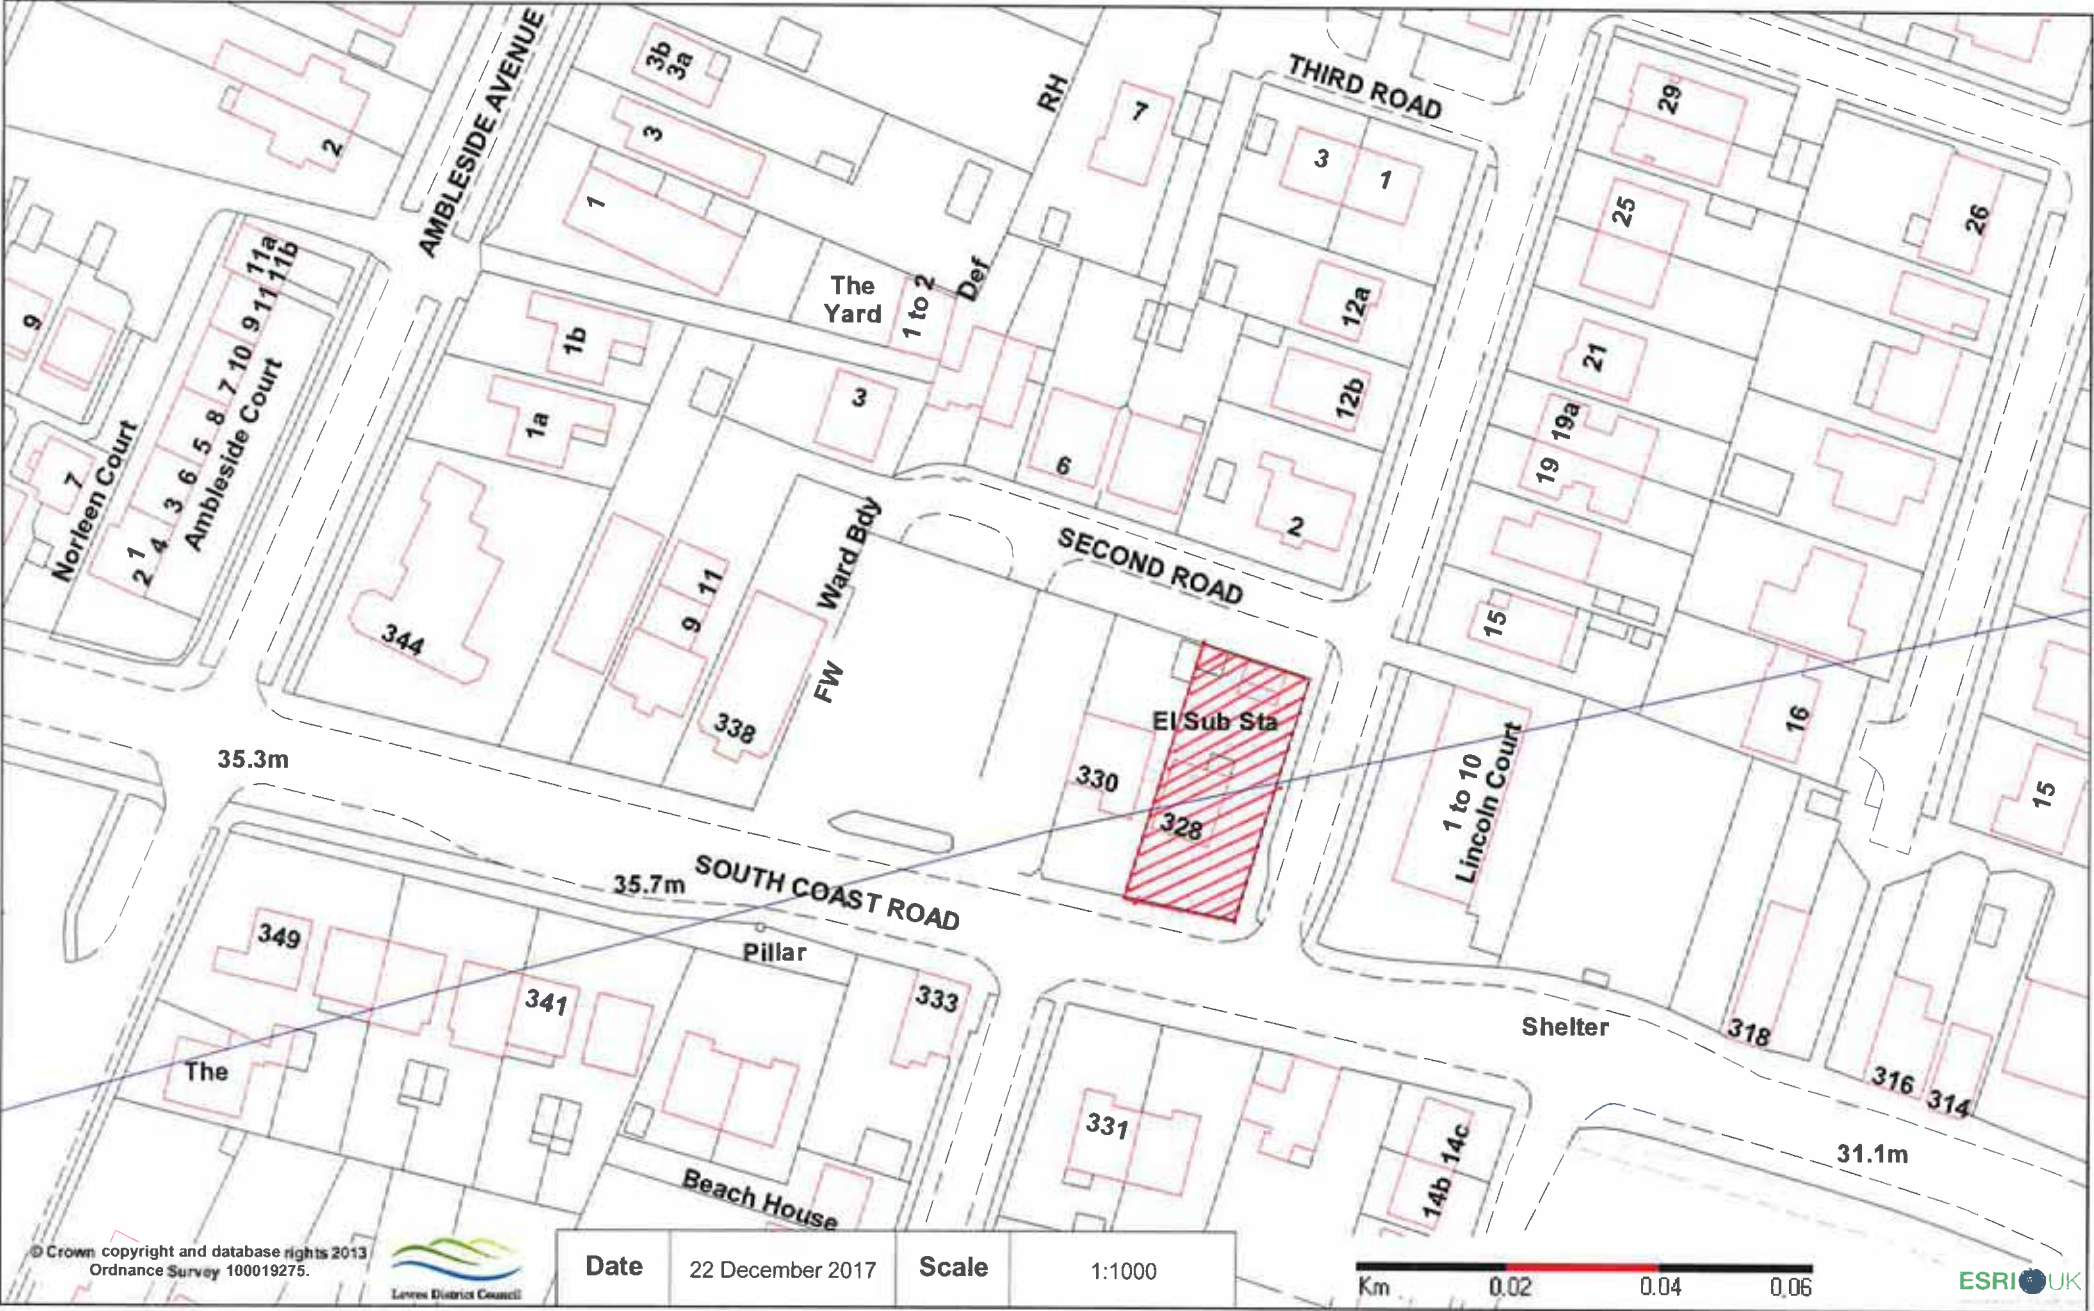 AMBLESIDE AVENUE
3b
3a
RH
7
THIRD ROAD
29
2
3
3
1
1
25
26
11a
11b
11
9
10
7
8
5
6
3
4
1
2
Ambleside Court
The
Yard
1 to 2
Def
12a
9
1b
21
3
12b
1a
19a
19
7
Norleen Court
6
2
Ward Bdy
SECOND ROAD
11
9
15
344
FW
338
El Sub Sta
16
35.3m
330
328
1 to 10
Lincoln Court
15
SOUTH COAST ROAD
35.7m
349
Pillar
341
333
Shelter
318
The
316
314
331
14c
14b
31.1m
Beach House
© Crown copyright and database rights 2013
Ordnance Survey 100019275.
Lewes District Council
Date
22 December 2017
Scale
1:1000
Km
0.02
0.04
0.06
ESRI UK